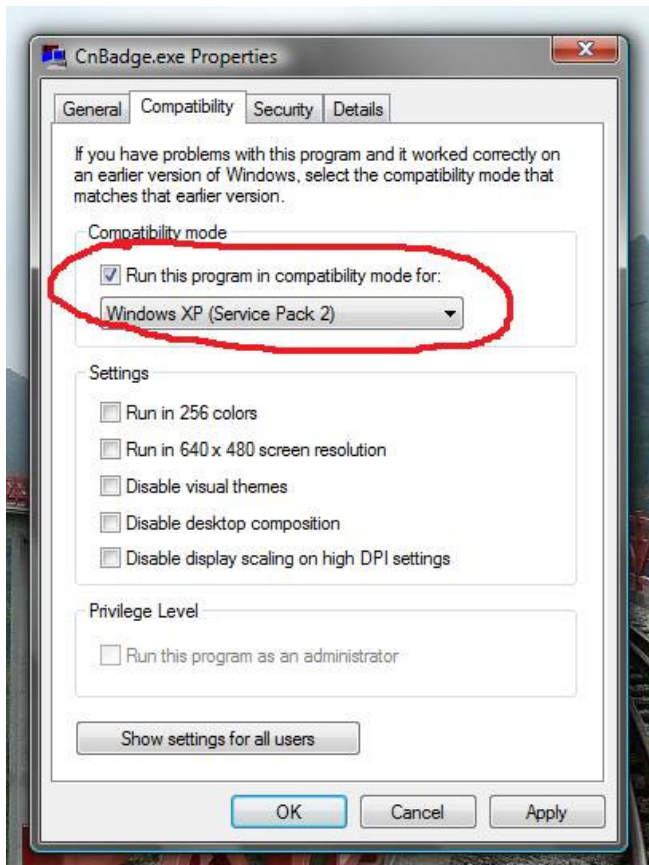 CnBadge.exe Properties
General Compatibility Security Details
If you have problems with this program and it worked correctly on
an earlier version of Windows, select the compatibility mode that
matches that earlier version.
Compatibility mode
Run this program in compatibility mode for:
Windows XP (Service Pack 2)
Settings
Run in 256 colors
Run in 640 x 480 screen resolution
Disable visual themes
Disable desktop composition
Disable display scaling on high DPI settings
Privilege Level
Run this program as an administrator
Show settings for all users
OK Cancel Apply